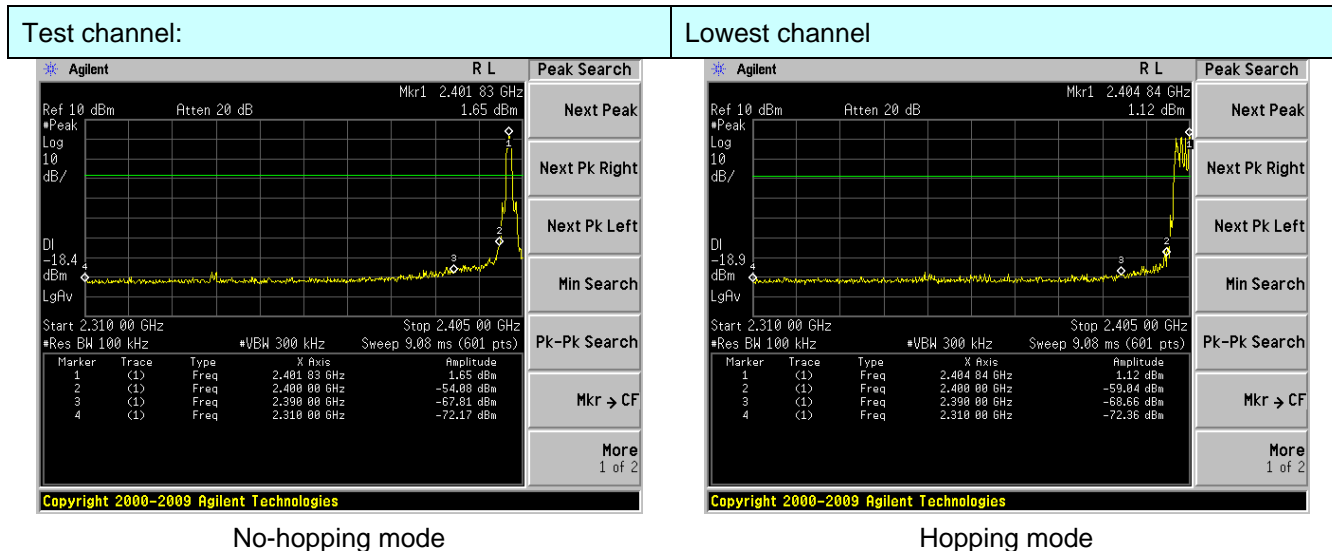 Test channel: Lowest channel
Agilent R L Peak Search
Mkr1 2.401 83 GHz
Ref 10 dBm Atten 20 dB 1.65 dBm
#Peak
Log
10
dB/
1
2
3
4
DI
-18.4
dBm
LgAv
Start 2.310 00 GHz Stop 2.405 00 GHz
#Res BW 100 kHz #VBW 300 kHz Sweep 9.08 ms (601 pts)
Marker Trace Type X Axis Amplitude
1 (1) Freq 2.401 83 GHz 1.65 dBm
2 (1) Freq 2.400 00 GHz -54.08 dBm
3 (1) Freq 2.390 00 GHz -67.81 dBm
4 (1) Freq 2.310 00 GHz -72.17 dBm
Next Peak
Next Pk Right
Next Pk Left
Min Search
Pk-Pk Search
Mkr → CF
More
1 of 2
Copyright 2000-2009 Agilent Technologies
No-hopping mode
Agilent R L Peak Search
Mkr1 2.404 84 GHz
Ref 10 dBm Atten 20 dB 1.12 dBm
#Peak
Log
10
dB/
1
2
3
4
DI
-18.9
dBm
LgAv
Start 2.310 00 GHz Stop 2.405 00 GHz
#Res BW 100 kHz #VBW 300 kHz Sweep 9.08 ms (601 pts)
Marker Trace Type X Axis Amplitude
1 (1) Freq 2.404 84 GHz 1.12 dBm
2 (1) Freq 2.400 00 GHz -59.04 dBm
3 (1) Freq 2.390 00 GHz -68.66 dBm
4 (1) Freq 2.310 00 GHz -72.36 dBm
Next Peak
Next Pk Right
Next Pk Left
Min Search
Pk-Pk Search
Mkr → CF
More
1 of 2
Copyright 2000-2009 Agilent Technologies
Hopping mode